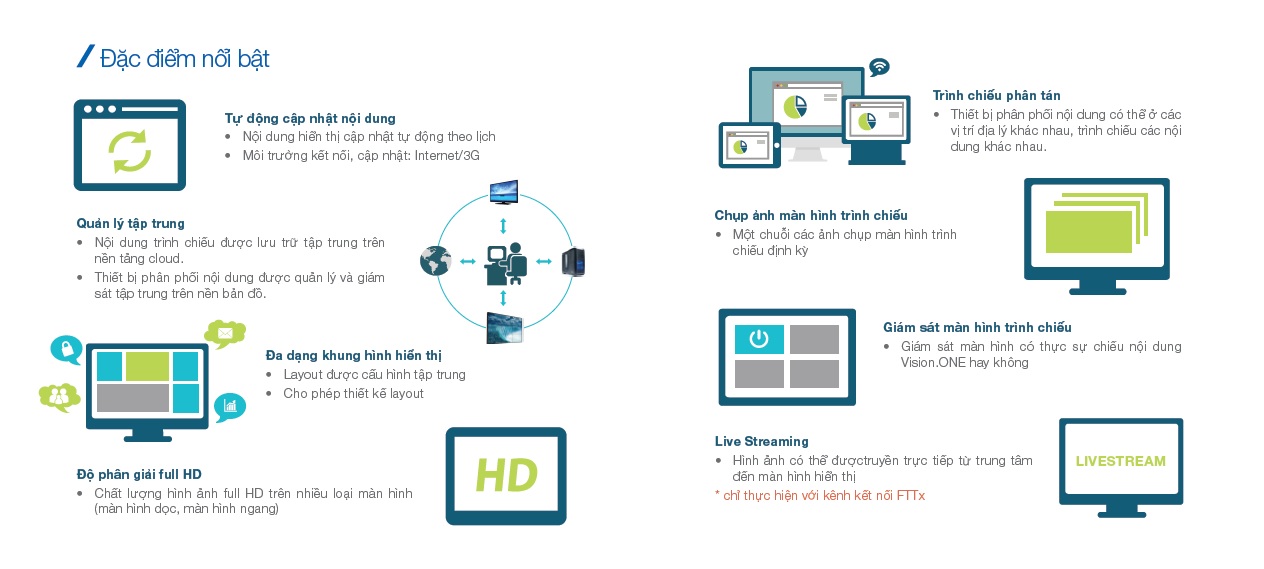 Đặc điểm nổi bật
Tự động cập nhật nội dung
• Nội dung hiển thị cập nhật tự động theo lịch
• Môi trường kết nối, cập nhật: Internet/3G
Quản lý tập trung
• Nội dung trình chiếu được lưu trữ tập trung trên
nền tảng cloud.
• Thiết bị phân phối nội dung được quản lý và giám
sát tập trung trên nền bản đồ.
Đa dạng khung hình hiển thị
• Layout được cấu hình tập trung
• Cho phép thiết kế layout
Độ phân giải full HD
• Chất lượng hình ảnh full HD trên nhiều loại màn hình
(màn hình dọc, màn hình ngang)
HD
Trình chiếu phân tán
• Thiết bị phân phối nội dung có thể ở các
vị trí địa lý khác nhau, trình chiếu các nội
dung khác nhau.
Chụp ảnh màn hình trình chiếu
• Một chuỗi các ảnh chụp màn hình trình
chiếu định kỳ
Giám sát màn hình trình chiếu
• Giám sát màn hình có thực sự chiếu nội dung
Vision.ONE hay không
Live Streaming
• Hình ảnh có thể đượctruyền trực tiếp từ trung tâm
đến màn hình hiển thị
* chỉ thực hiện với kênh kết nối FTTx
LIVESTREAM